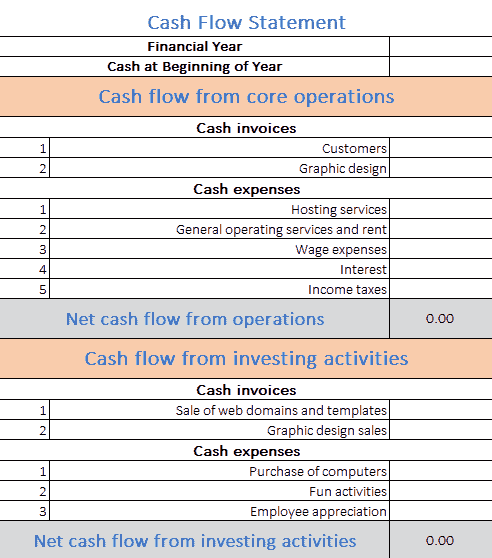 Cash Flow Statement
Financial Year
Cash at Beginning of Year
Cash flow from core operations
Cash invoices
1 Customers
2 Graphic design
Cash expenses
1 Hosting services
2 General operating services and rent
3 Wage expenses
4 Interest
5 Income taxes
Net cash flow from operations 0.00
Cash flow from investing activities
Cash invoices
1 Sale of web domains and templates
2 Graphic design sales
Cash expenses
1 Purchase of computers
2 Fun activities
3 Employee appreciation
Net cash flow from investing activities 0.00